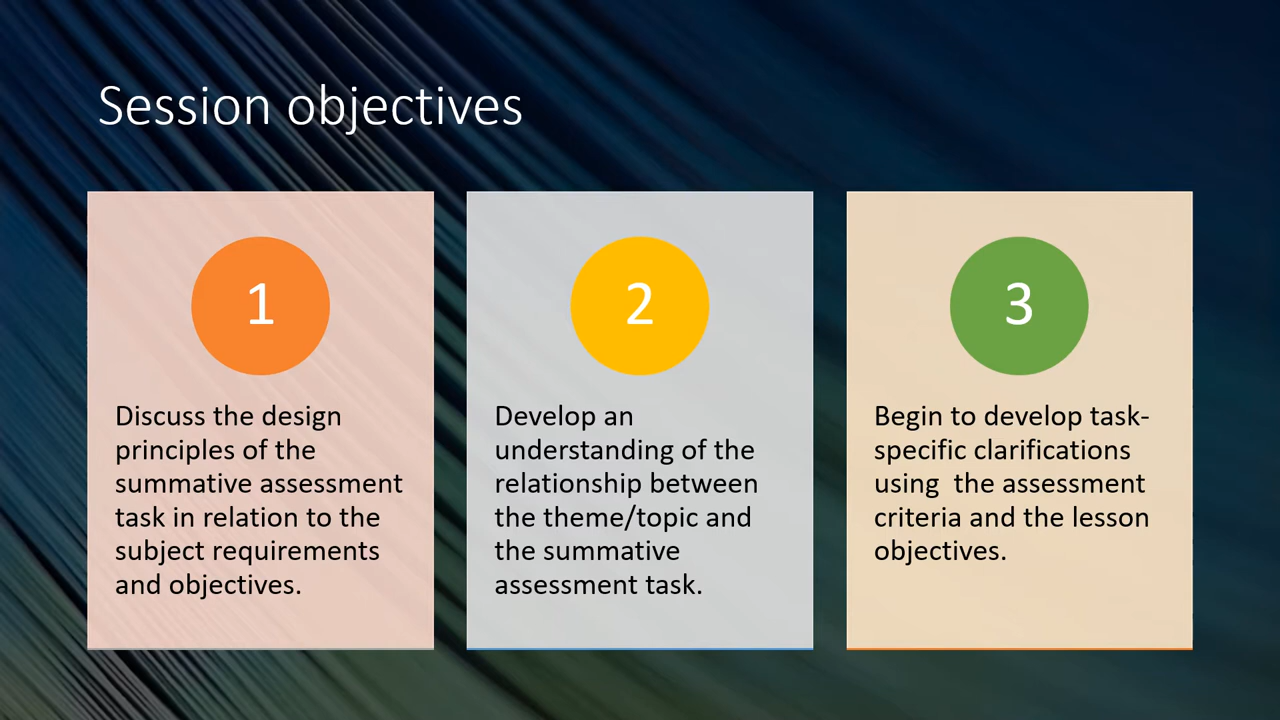 Session objectives
1
Discuss the design
principles of the
summative assessment
task in relation to the
subject requirements
and objectives.
2
Develop an
understanding of the
relationship between
the theme/topic and
the summative
assessment task.
3
Begin to develop task-
specific clarifications
using  the assessment
criteria and the lesson
objectives.